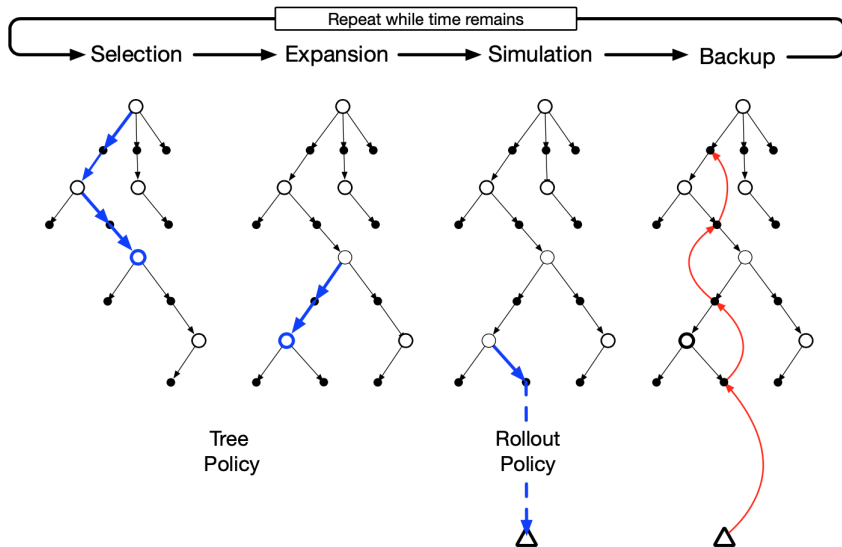 Repeat while time remains
Selection
Expansion
Simulation
Backup
Tree
Policy
Rollout
Policy